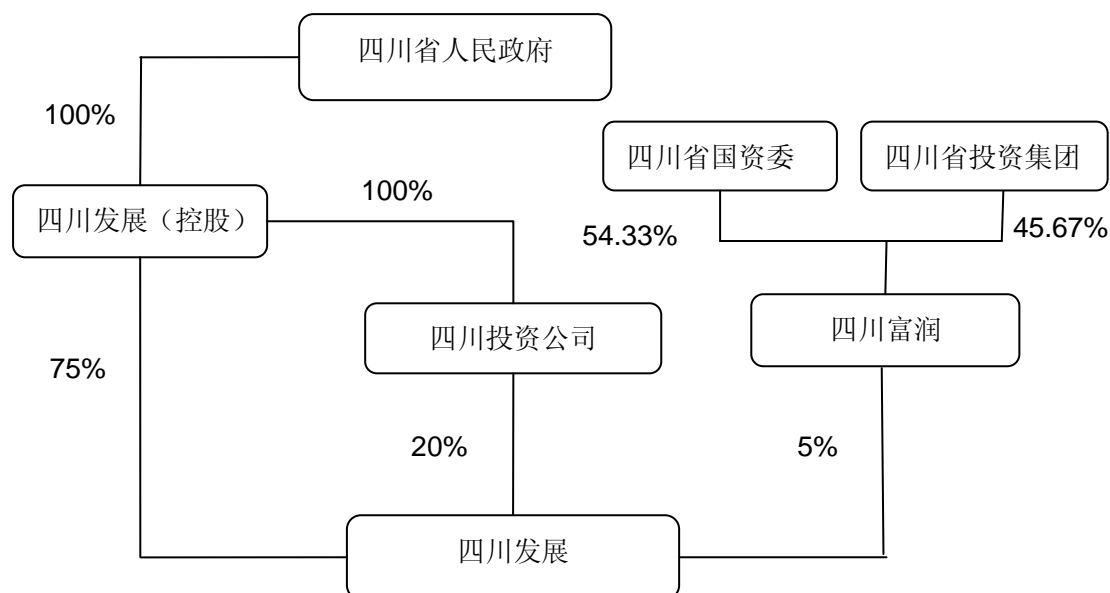 四川省人民政府
100%
四川省国资委
四川省投资集团
四川发展（控股）
100%
54.33%
45.67%
四川投资公司
四川富润
75%
20%
5%
四川发展